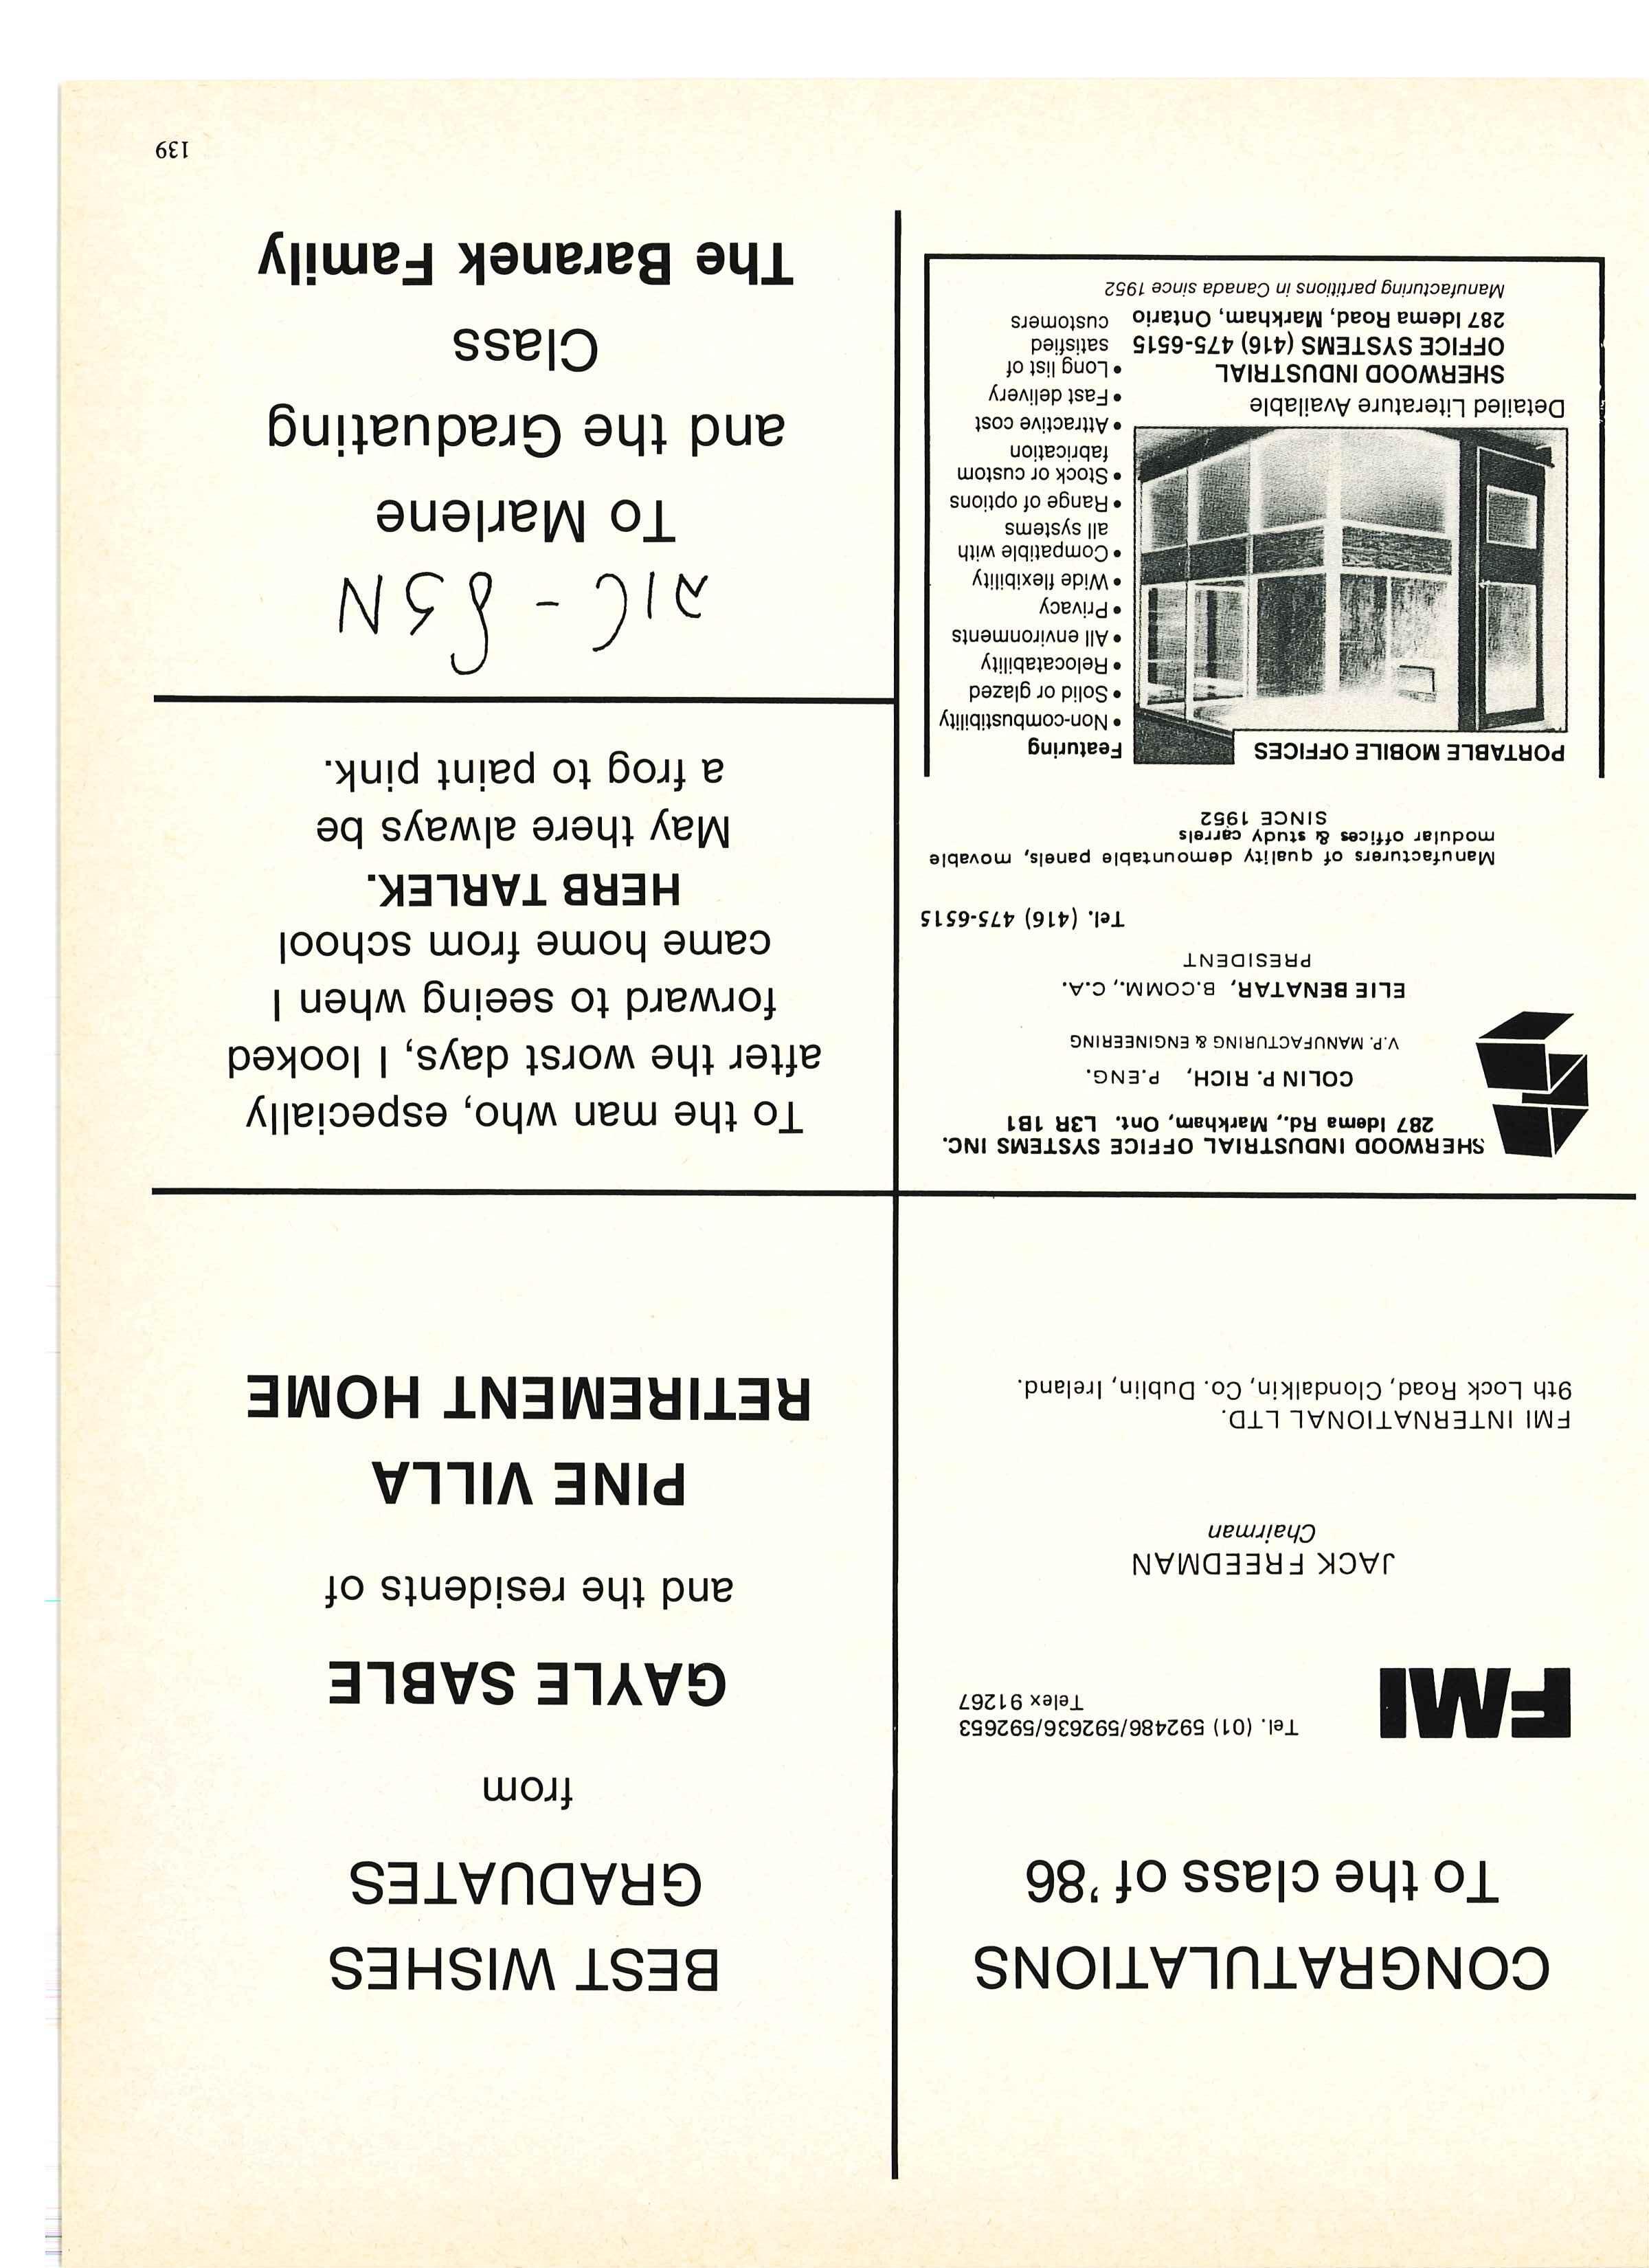 CONGRATULATIONS
To the class of '86
FMI
Tel. (01) 592486/592636/592653
Telex 91267
JACK FREEDMAN
Chairman
FMI INTERNATIONAL LTD.
9th Lock Road, Clondalkin, Co. Dublin, Ireland.
BEST WISHES
GRADUATES
from
GAYLE SABLE
and the residents of
PINE VILLA
RETIREMENT HOME
SHERWOOD INDUSTRIAL OFFICE SYSTEMS INC.
287 Idema Rd., Markham, Ont. L3R 1B1
COLIN P. RICH, P.ENG.
V.P. MANUFACTURING & ENGINEERING
ELIE BENATAR, B.COMM., C.A.
PRESIDENT
Tel. (416) 475-6515
Manufacturers of quality demountable panels, movable
modular offices & study carrels
SINCE 1952
PORTABLE MOBILE OFFICES
Detailed Literature Available
SHERWOOD INDUSTRIAL
OFFICE SYSTEMS (416) 475-6515
287 Idema Road, Markham, Ontario
Manufacturing partitions in Canada since 1952
Featuring
• Non-combustibility
• Solid or glazed
• Relocatability
• All environments
• Privacy
• Wide flexibility
• Compatible with
all systems
• Range of options
• Stock or custom
fabrication
• Attractive cost
• Fast delivery
• Long list of
satisfied
customers
To the man who, especially
after the worst days, I looked
forward to seeing when I
came home from school
HERB TARLEK.
May there always be
a frog to paint pink.
מזל - טוב
To Marlene
and the Graduating
Class
The Baranek Family
139